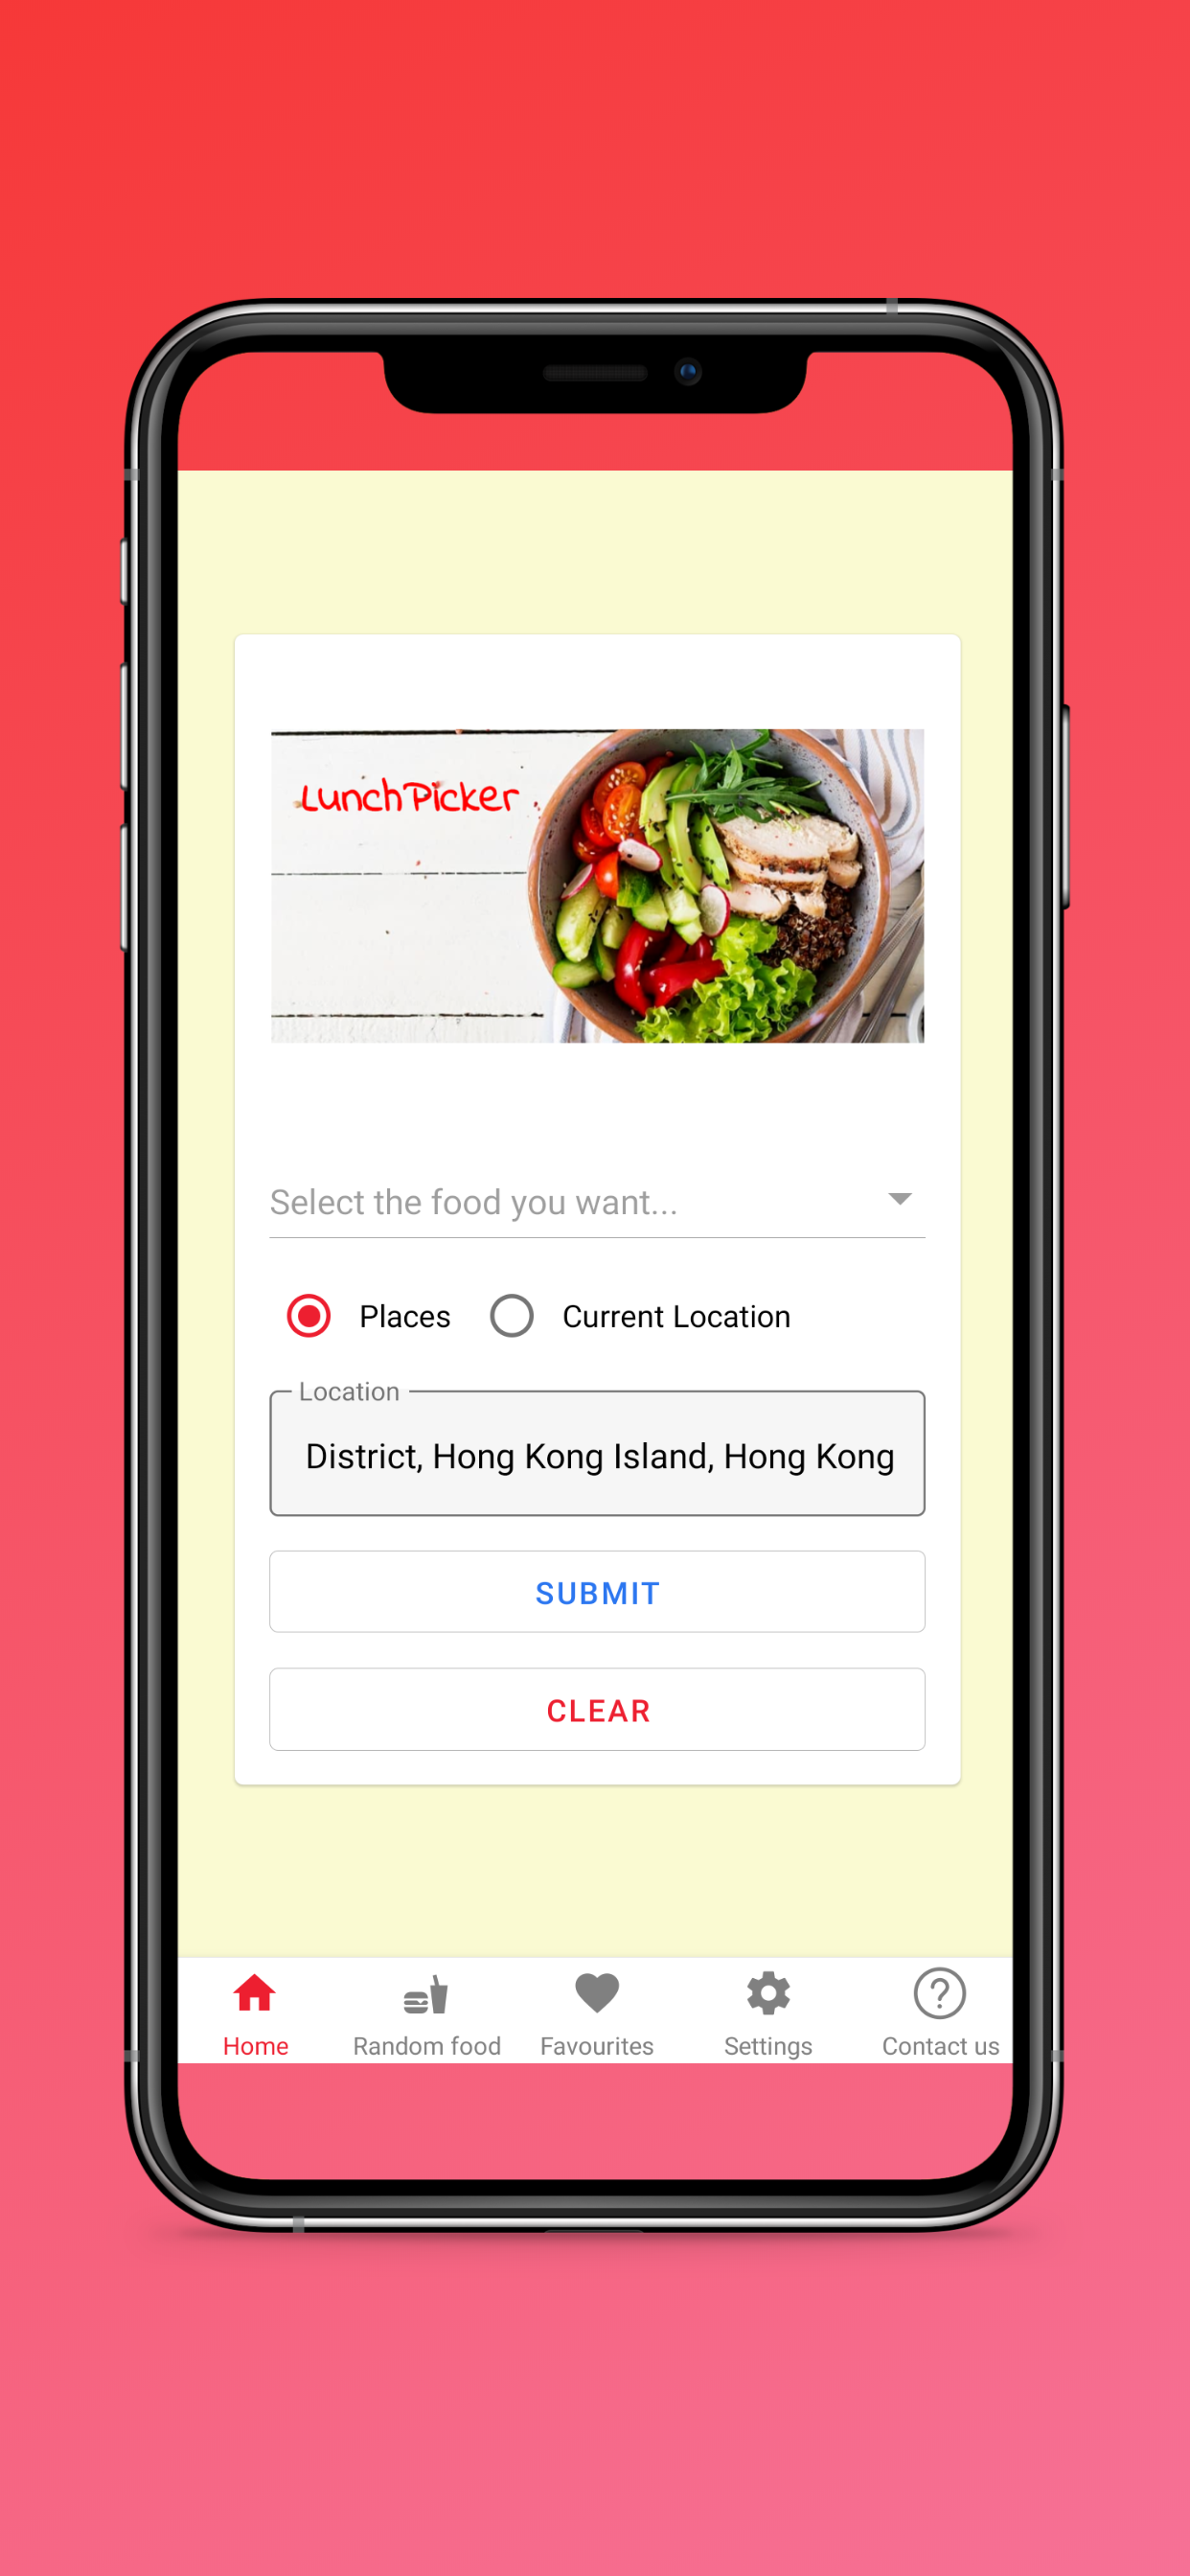 LunchPicker
Select the food you want...
Places Current Location
Location
District, Hong Kong Island, Hong Kong
SUBMIT
CLEAR
Home Random food Favourites Settings Contact us